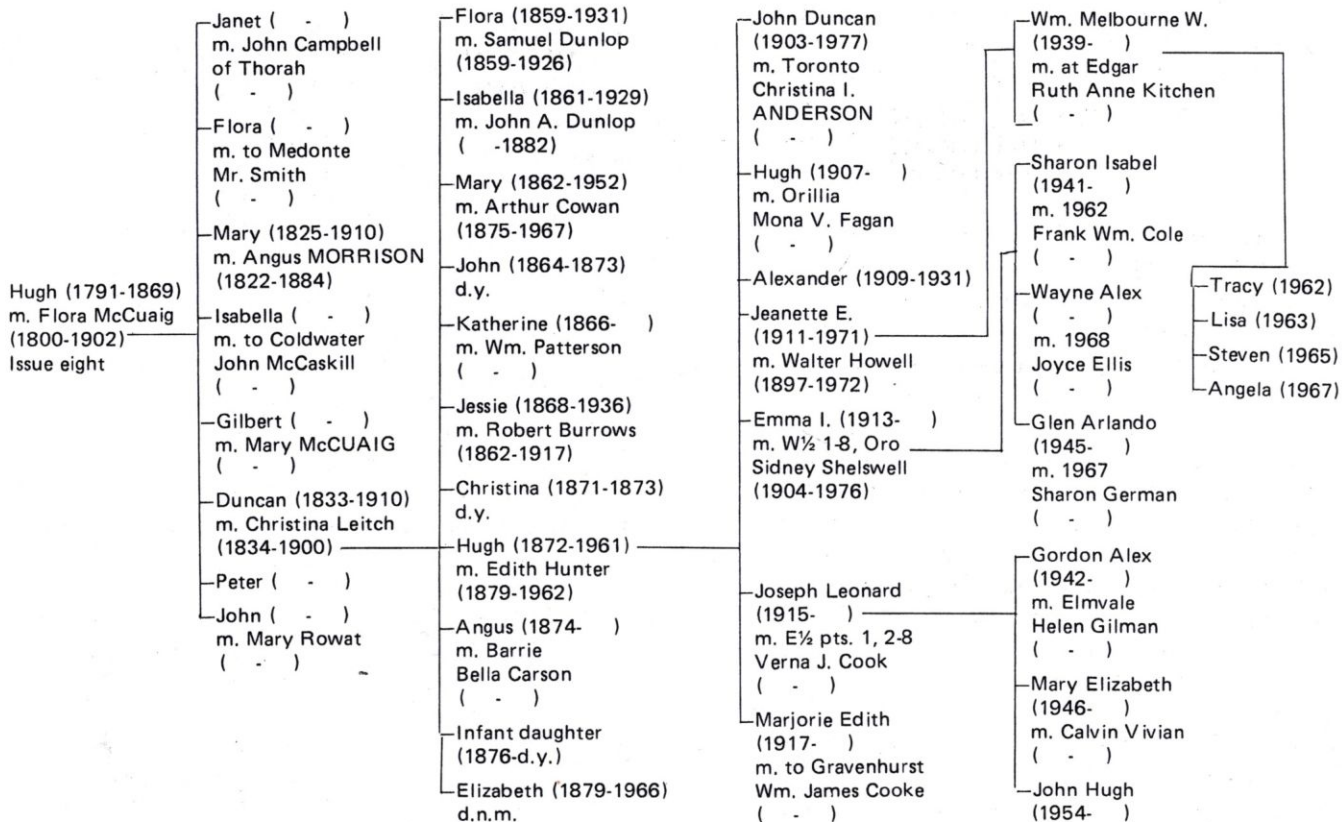 Hugh (1791-1869)
m. Flora McCuaig
(1800-1902)
Issue eight
Janet ( - )
m. John Campbell
of Thorah
( - )
Flora ( - )
m. to Medonte
Mr. Smith
( - )
Mary (1825-1910)
m. Angus MORRISON
(1822-1884)
Isabella ( - )
m. to Coldwater
John McCaskill
( - )
Gilbert ( - )
m. Mary McCUAIG
( - )
Duncan (1833-1910)
m. Christina Leitch
(1834-1900)
Peter ( - )
John ( - )
m. Mary Rowat
( - )
Flora (1859-1931)
m. Samuel Dunlop
(1859-1926)
Isabella (1861-1929)
m. John A. Dunlop
( -1882)
Mary (1862-1952)
m. Arthur Cowan
(1875-1967)
John (1864-1873)
d.y.
Katherine (1866- )
m. Wm. Patterson
( - )
Jessie (1868-1936)
m. Robert Burrows
(1862-1917)
Christina (1871-1873)
d.y.
Hugh (1872-1961)
m. Edith Hunter
(1879-1962)
Angus (1874- )
m. Barrie
Bella Carson
( - )
Infant daughter
(1876-d.y.)
Elizabeth (1879-1966)
d.n.m.
John Duncan
(1903-1977)
m. Toronto
Christina I.
ANDERSON
( - )
Hugh (1907- )
m. Orillia
Mona V. Fagan
( - )
Alexander (1909-1931)
Jeanette E.
(1911-1971)
m. Walter Howell
(1897-1972)
Emma I. (1913- )
m. W½ 1-8, Oro
Sidney Shelswell
(1904-1976)
Joseph Leonard
(1915- )
m. E½ pts. 1, 2-8
Verna J. Cook
( - )
Marjorie Edith
(1917- )
m. to Gravenhurst
Wm. James Cooke
( - )
Wm. Melbourne W.
(1939- )
m. at Edgar
Ruth Anne Kitchen
( - )
Sharon Isabel
(1941- )
m. 1962
Frank Wm. Cole
( - )
Wayne Alex
( - )
m. 1968
Joyce Ellis
( - )
Glen Arlando
(1945- )
m. 1967
Sharon German
( - )
Gordon Alex
(1942- )
m. Elmvale
Helen Gilman
( - )
Mary Elizabeth
(1946- )
m. Calvin Vivian
( - )
John Hugh
(1954- )
Tracy (1962)
Lisa (1963)
Steven (1965)
Angela (1967)